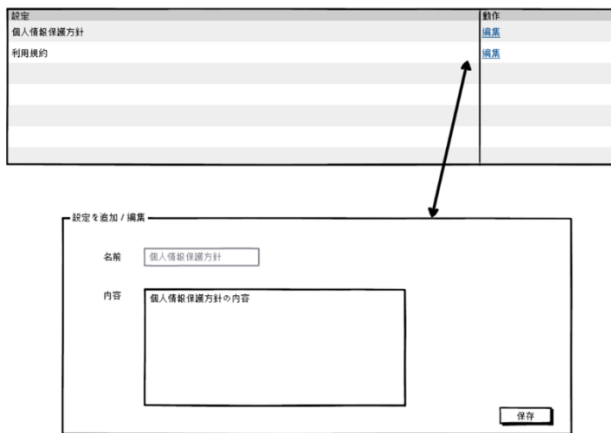 設定 動作
個人情報保護方針 編集
利用規約 編集
設定を追加 / 編集
名前 個人情報保護方針
内容 個人情報保護方針の内容
保存